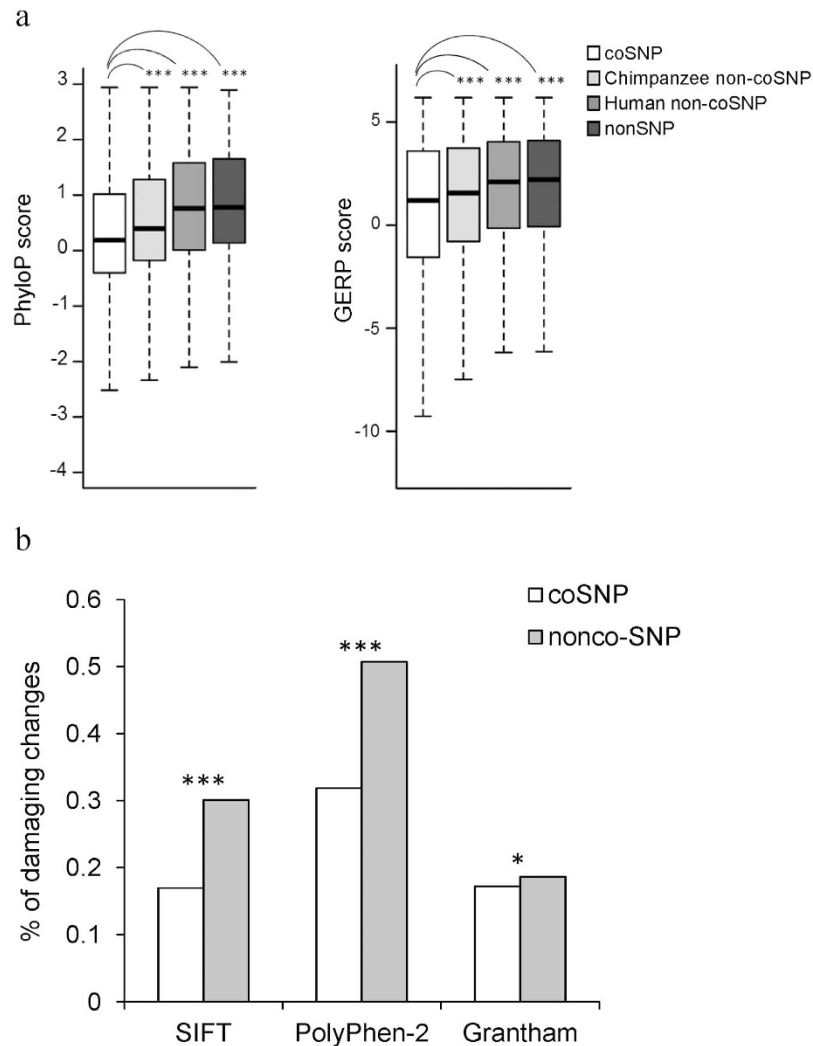 a
*** *** ***
3
2
1
0
-1
-2
-3
-4
PhyloP score
*** *** ***
5
0
-5
-10
GERP score
coSNP
Chimpanzee non-coSNP
Human non-coSNP
nonSNP
b
0.6
0.5
0.4
0.3
0.2
0.1
0
% of damaging changes
***
***
*
coSNP
nonco-SNP
SIFT PolyPhen-2 Grantham